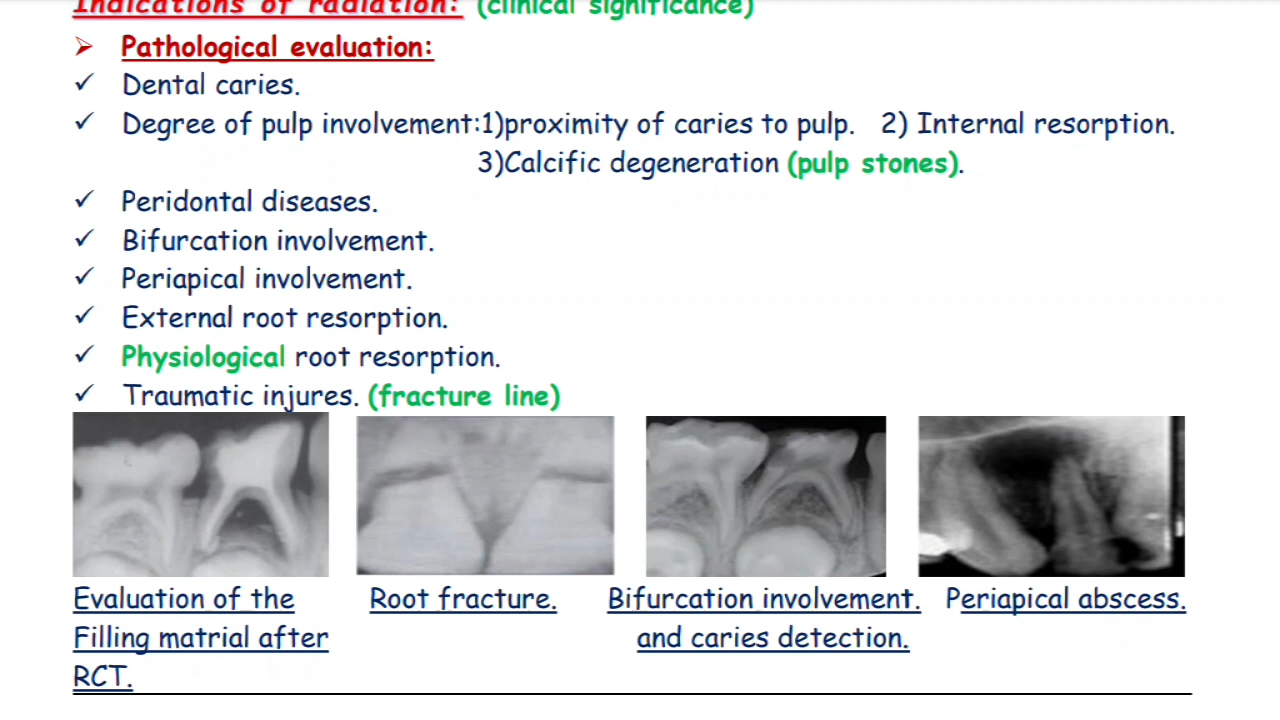 Indications of radiation: (clinical significance)
➤ Pathological evaluation:
✓ Dental caries.
✓ Degree of pulp involvement:1)proximity of caries to pulp. 2) Internal resorption.
3)Calcific degeneration (pulp stones).
✓ Peridontal diseases.
✓ Bifurcation involvement.
✓ Periapical involvement.
✓ External root resorption.
✓ Physiological root resorption.
✓ Traumatic injures. (fracture line)
Evaluation of the
Filling matrial after
RCT.
Root fracture.
Bifurcation involvement.
and caries detection.
Periapical abscess.